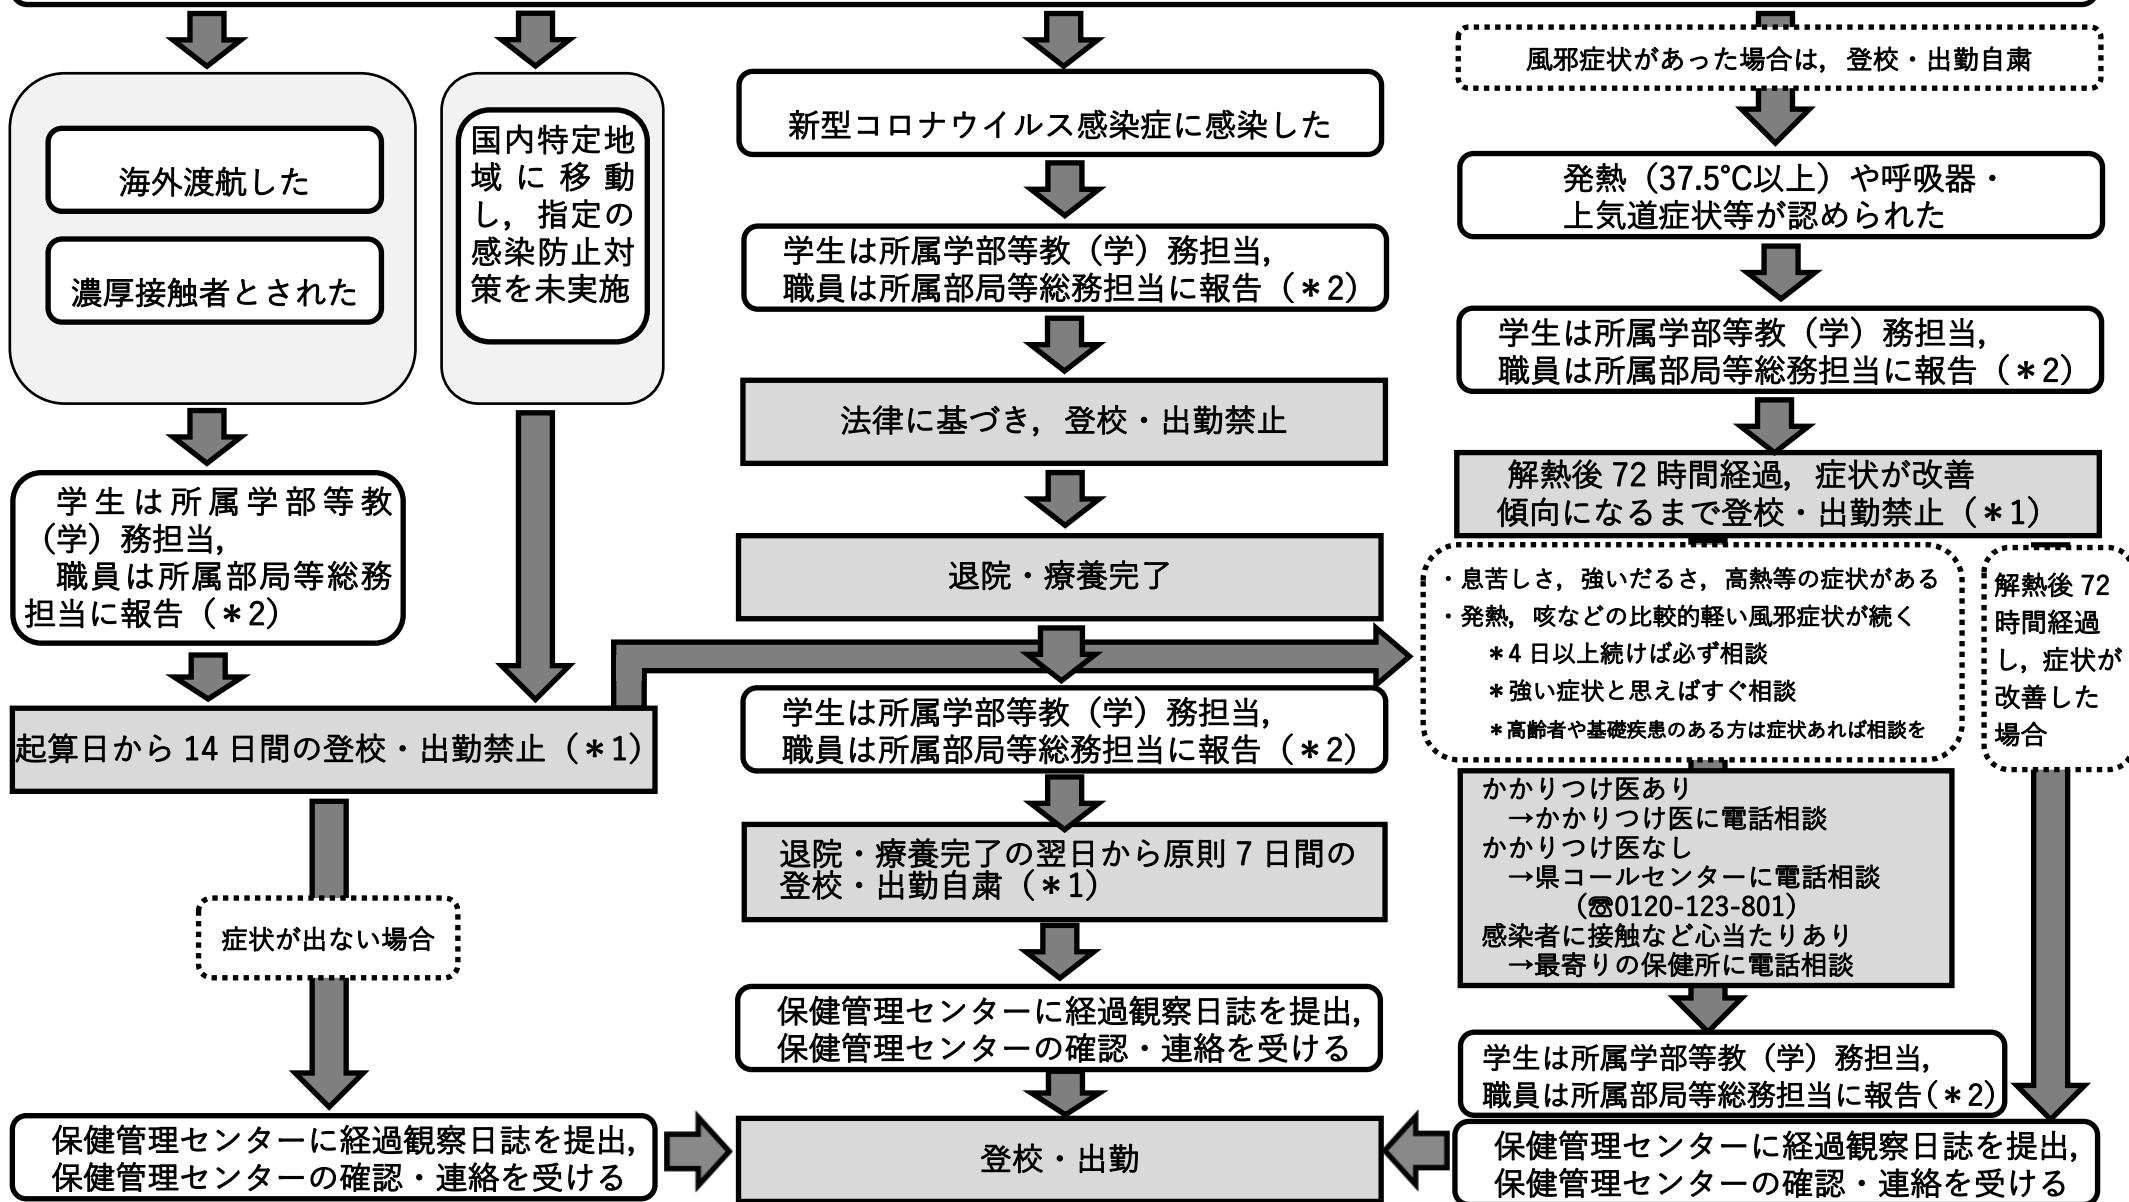 海外渡航した
濃厚接触者とされた
学生は所属学部等教
（学）務担当，
職員は所属部局等総務
担当に報告（＊2）
国内特定地
域に移動
し，指定の
感染防止対
策を未実施
起算日から 14 日間の登校・出勤禁止（＊1）
症状が出ない場合
保健管理センターに経過観察日誌を提出，
保健管理センターの確認・連絡を受ける
新型コロナウイルス感染症に感染した
学生は所属学部等教（学）務担当，
職員は所属部局等総務担当に報告（＊2）
法律に基づき，登校・出勤禁止
退院・療養完了
学生は所属学部等教（学）務担当，
職員は所属部局等総務担当に報告（＊2）
退院・療養完了の翌日から原則 7 日間の
登校・出勤自粛（＊1）
保健管理センターに経過観察日誌を提出，
保健管理センターの確認・連絡を受ける
登校・出勤
風邪症状があった場合は，登校・出勤自粛
発熱（37.5°C以上）や呼吸器・
上気道症状等が認められた
学生は所属学部等教（学）務担当，
職員は所属部局等総務担当に報告（＊2）
解熱後 72 時間経過，症状が改善
傾向になるまで登校・出勤禁止（＊1）
・息苦しさ，強いだるさ，高熱等の症状がある
・発熱，咳などの比較的軽い風邪症状が続く
＊4 日以上続けば必ず相談
＊強い症状と思えばすぐ相談
＊高齢者や基礎疾患のある方は症状あれば相談を
解熱後 72
時間経過
し，症状が
改善した
場合
かかりつけ医あり
→かかりつけ医に電話相談
かかりつけ医なし
→県コールセンターに電話相談
（☎0120-123-801）
感染者に接触など心当たりあり
→最寄りの保健所に電話相談
学生は所属学部等教（学）務担当，
職員は所属部局等総務担当に報告（＊2）
保健管理センターに経過観察日誌を提出，
保健管理センターの確認・連絡を受ける